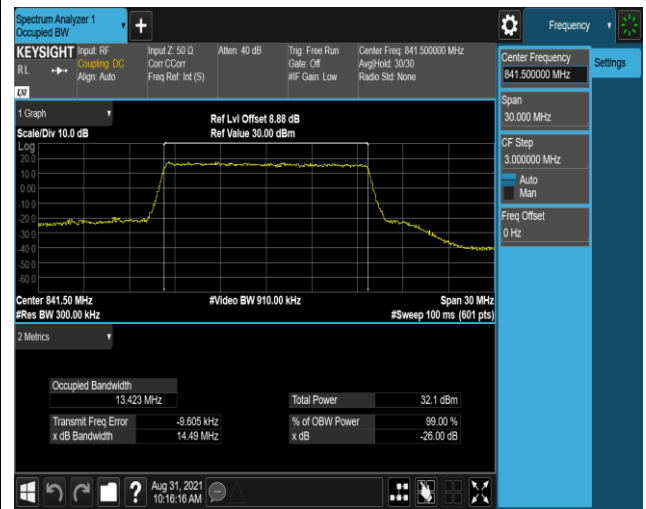 Spectrum Analyzer 1
Occupied BW
Frequency
KEYSIGHT Input: RF
R L
Coupling: DC
Align: Auto
LXI
Input Z: 50 Ω
Corr CCorr
Freq Ref: Int (S)
Atten: 40 dB
Trig: Free Run
Gate: Off
#IF Gain: Low
Center Freq: 841.500000 MHz
Avg|Hold: 30/30
Radio Std: None
Center Frequency
841.500000 MHz
Settings
Span
30.000 MHz
CF Step
3.000000 MHz
Auto
Man
Freq Offset
0 Hz
1 Graph
Scale/Div 10.0 dB
Ref Lvl Offset 8.88 dB
Ref Value 30.00 dBm
Log
20.0
10.0
0.00
-10.0
-20.0
-30.0
-40.0
-50.0
-60.0
Center 841.50 MHz
#Res BW 300.00 kHz
#Video BW 910.00 kHz
Span 30 MHz
#Sweep 100 ms (601 pts)
2 Metrics
Occupied Bandwidth
13.423 MHz
Total Power 32.1 dBm
Transmit Freq Error -9.605 kHz
% of OBW Power 99.00 %
x dB Bandwidth 14.49 MHz
x dB -26.00 dB
?
Aug 31, 2021
10:16:16 AM